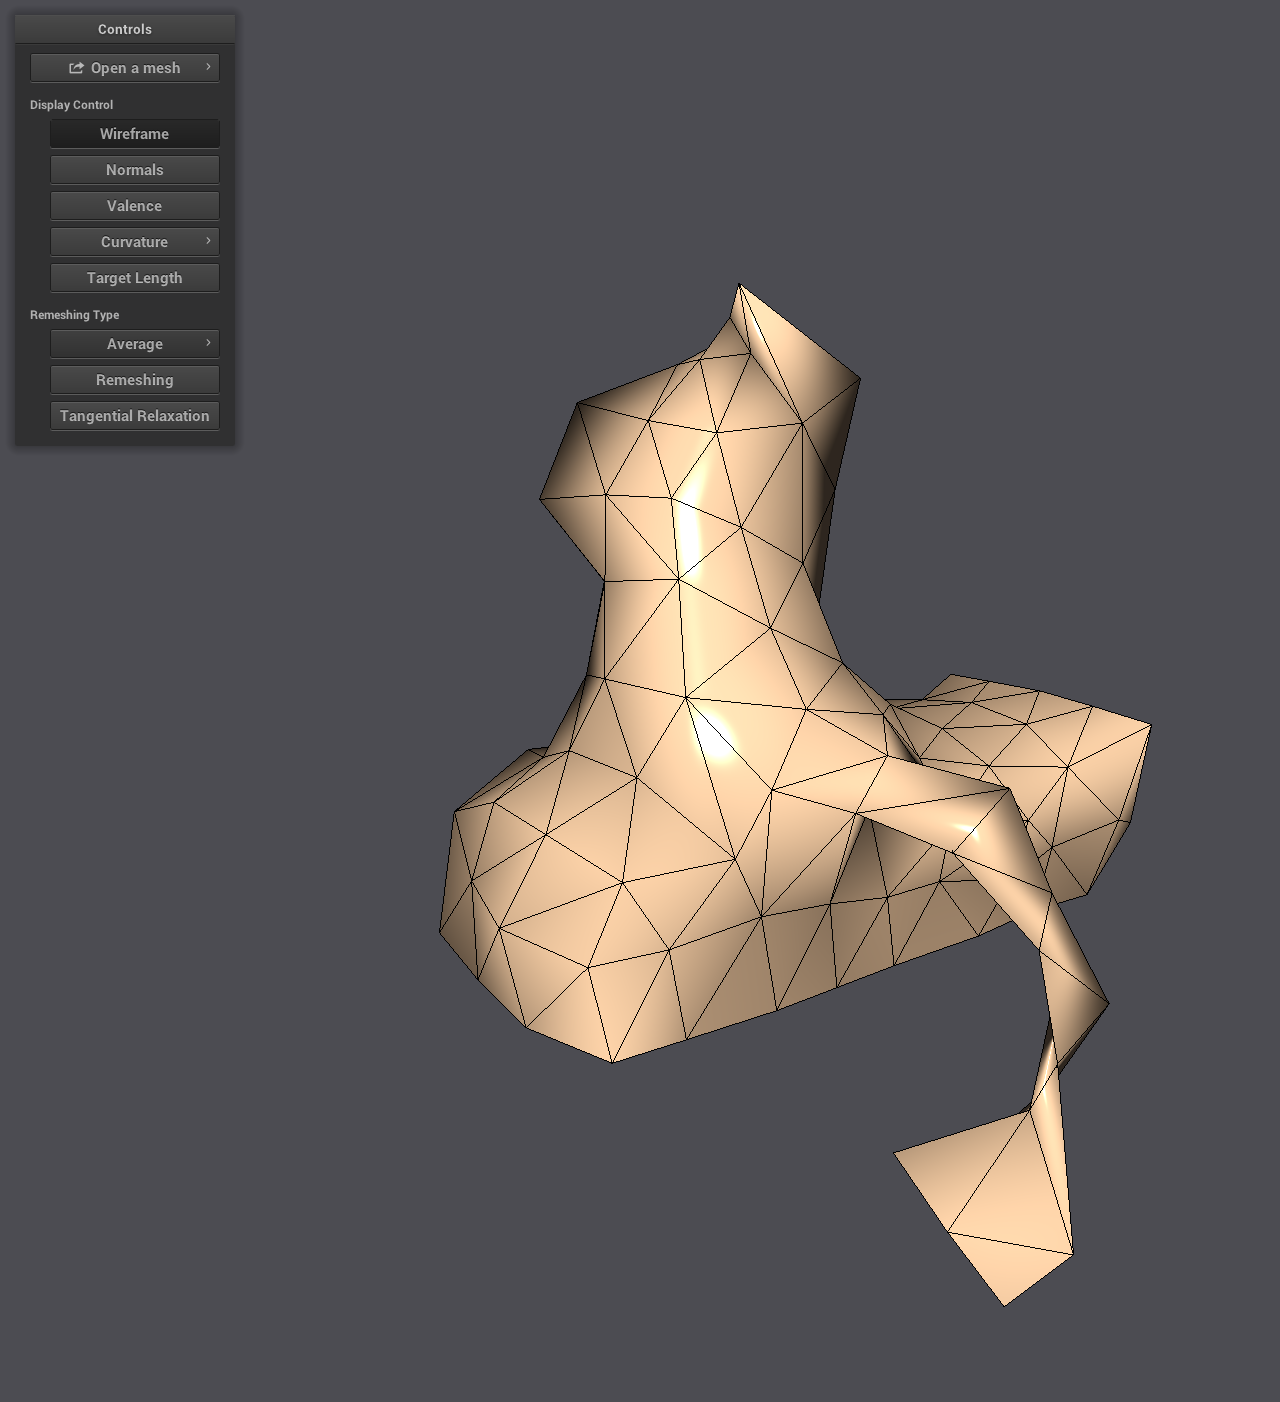 Controls
Open a mesh
Display Control
Wireframe
Normals
Valence
Curvature
Target Length
Remeshing Type
Average
Remeshing
Tangential Relaxation